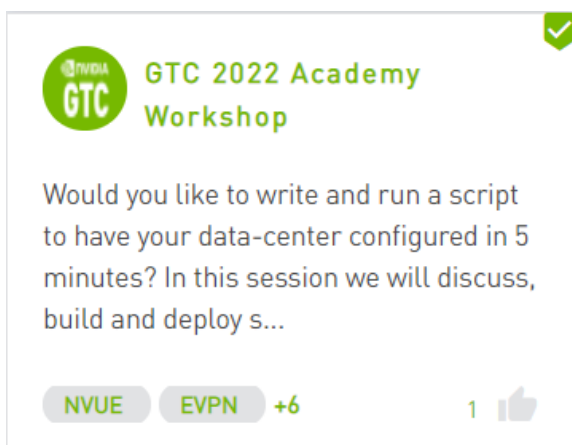 NVIDIA
GTC
GTC 2022 Academy
Workshop
Would you like to write and run a script
to have your data-center configured in 5
minutes? In this session we will discuss,
build and deploy s...
NVUE EVPN +6 1